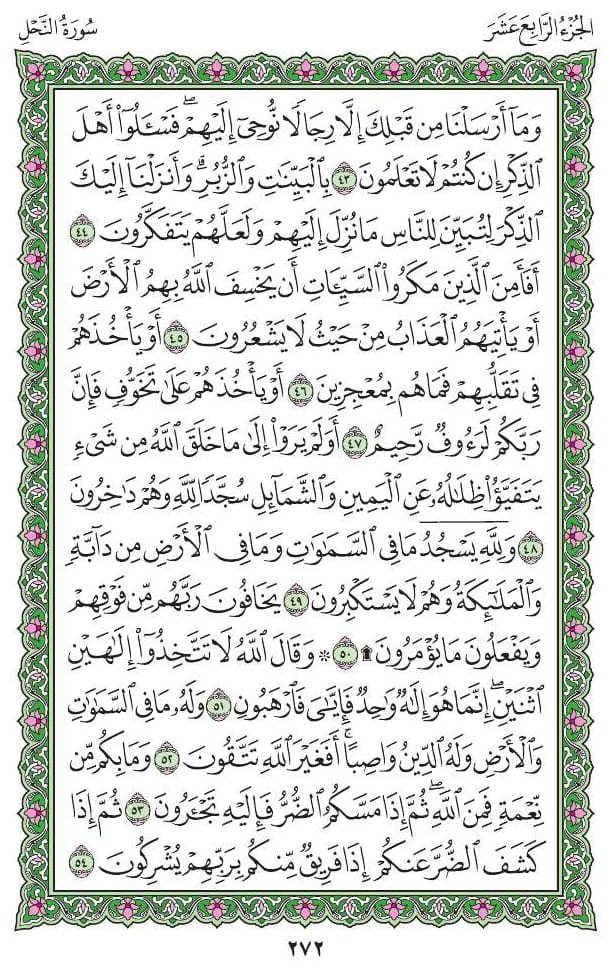 الجُزْءُ الرَّابِعَ عَشَرَ
سُورَةُ النَّحْلِ
وَمَآ أَرْسَلْنَا مِن قَبْلِكَ إِلَّا رِجَالًا نُّوحِىٓ إِلَيْهِمْ ۖ فَسْـَٔلُوٓا۟ أَهْلَ
ٱلذِّكْرِ إِن كُنتُمْ لَا تَعْلَمُونَ ٤٣ بِٱلْبَيِّنَـٰتِ وَٱلزُّبُرِ ۗ وَأَنزَلْنَآ إِلَيْكَ
ٱلذِّكْرَ لِتُبَيِّنَ لِلنَّاسِ مَا نُزِّلَ إِلَيْهِمْ وَلَعَلَّهُمْ يَتَفَكَّرُونَ ٤٤
أَفَأَمِنَ ٱلَّذِينَ مَكَرُوا۟ ٱلسَّيِّـَٔاتِ أَن يَخْسِفَ ٱللَّهُ بِهِمُ ٱلْأَرْضَ
أَوْ يَأْتِيَهُمُ ٱلْعَذَابُ مِنْ حَيْثُ لَا يَشْعُرُونَ ٤٥ أَوْ يَأْخُذَهُمْ
فِى تَقَلُّبِهِمْ فَمَا هُم بِمُعْجِزِينَ ٤٦ أَوْ يَأْخُذَهُمْ عَلَىٰ تَخَوُّفٍ فَإِنَّ
رَبَّكُمْ لَرَءُوفٌ رَّحِيمٌ ٤٧ أَوَلَمْ يَرَوْا۟ إِلَىٰ مَا خَلَقَ ٱللَّهُ مِن شَىْءٍ
يَتَفَيَّؤُا۟ ظِلَـٰلُهُۥ عَنِ ٱلْيَمِينِ وَٱلشَّمَآئِلِ سُجَّدًا لِّلَّهِ وَهُمْ دَٰخِرُونَ
٤٨ وَلِلَّهِ يَسْجُدُ مَا فِى ٱلسَّمَـٰوَٰتِ وَمَا فِى ٱلْأَرْضِ مِن دَآبَّةٍ
وَٱلْمَلَـٰٓئِكَةُ وَهُمْ لَا يَسْتَكْبِرُونَ ٤٩ يَخَافُونَ رَبَّهُم مِّن فَوْقِهِمْ
وَيَفْعَلُونَ مَا يُؤْمَرُونَ ۩ ٥٠ ۞ وَقَالَ ٱللَّهُ لَا تَتَّخِذُوٓا۟ إِلَـٰهَيْنِ
ٱثْنَيْنِ ۖ إِنَّمَا هُوَ إِلَـٰهٌ وَٰحِدٌ فَإِيَّـٰىَ فَٱرْهَبُونِ ٥١ وَلَهُۥ مَا فِى ٱلسَّمَـٰوَٰتِ
وَٱلْأَرْضِ وَلَهُ ٱلدِّينُ وَاصِبًا ۚ أَفَغَيْرَ ٱللَّهِ تَتَّقُونَ ٥٢ وَمَا بِكُم مِّن
نِّعْمَةٍ فَمِنَ ٱللَّهِ ۖ ثُمَّ إِذَا مَسَّكُمُ ٱلضُّرُّ فَإِلَيْهِ تَجْـَٔرُونَ ٥٣ ثُمَّ إِذَا
كَشَفَ ٱلضُّرَّ عَنكُمْ إِذَا فَرِيقٌ مِّنكُم بِرَبِّهِمْ يُشْرِكُونَ ٥٤
٢٧٢